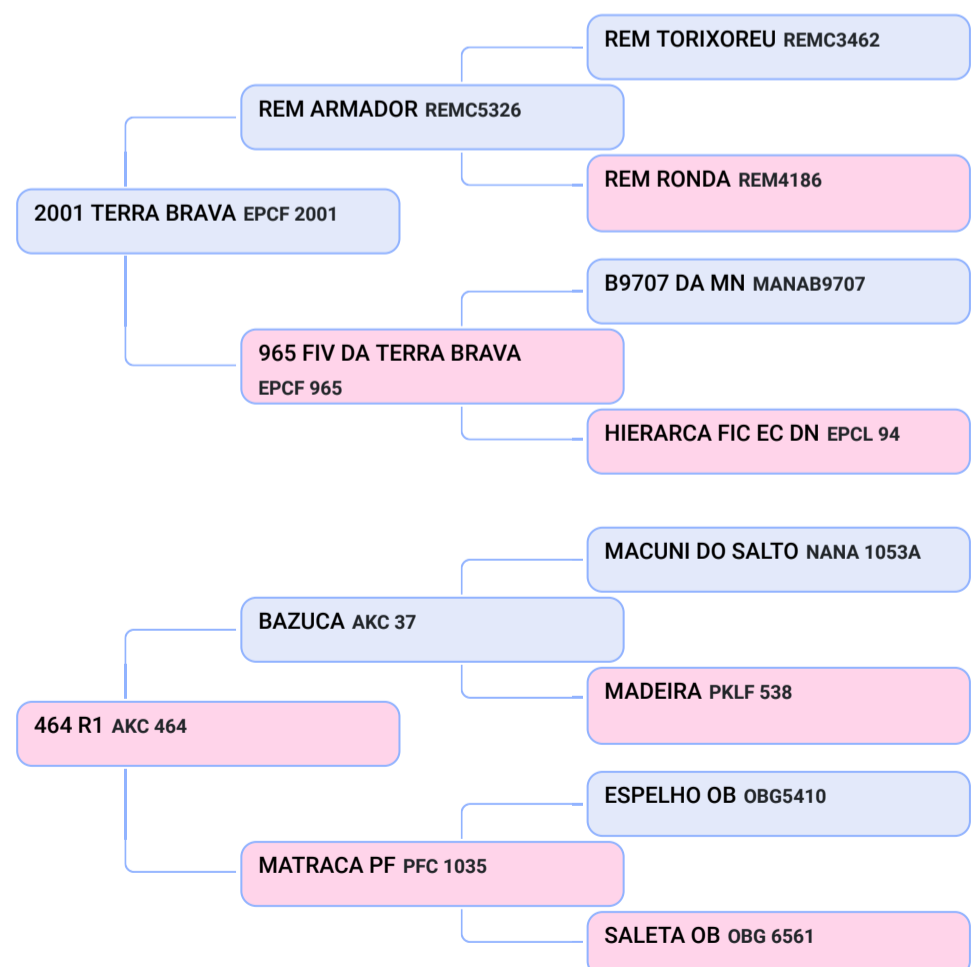 REM TORIXOREU REMC3462
REM ARMADOR REMC5326
REM RONDA REM4186
2001 TERRA BRAVA EPCF 2001
B9707 DA MN MANAB9707
965 FIV DA TERRA BRAVA
EPCF 965
HIERARCA FIC EC DN EPCL 94
MACUNI DO SALTO NANA 1053A
BAZUCA AKC 37
MADEIRA PKLF 538
464 R1 AKC 464
ESPELHO OB OBG5410
MATRACA PF PFC 1035
SALETA OB OBG 6561